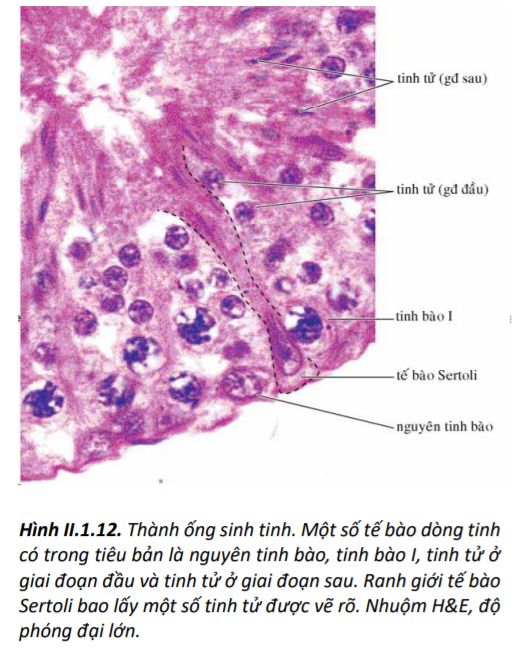 tinh tử (gđ sau)
tinh tử (gđ đầu)
tinh bào I
tế bào Sertoli
nguyên tinh bào
Hình II.1.12. Thành ống sinh tinh. Một số tế bào dòng tinh
có trong tiêu bản là nguyên tinh bào, tinh bào I, tinh tử ở
giai đoạn đầu và tinh tử ở giai đoạn sau. Ranh giới tế bào
Sertoli bao lấy một số tinh tử được vẽ rõ. Nhuộm H&E, độ
phóng đại lớn.